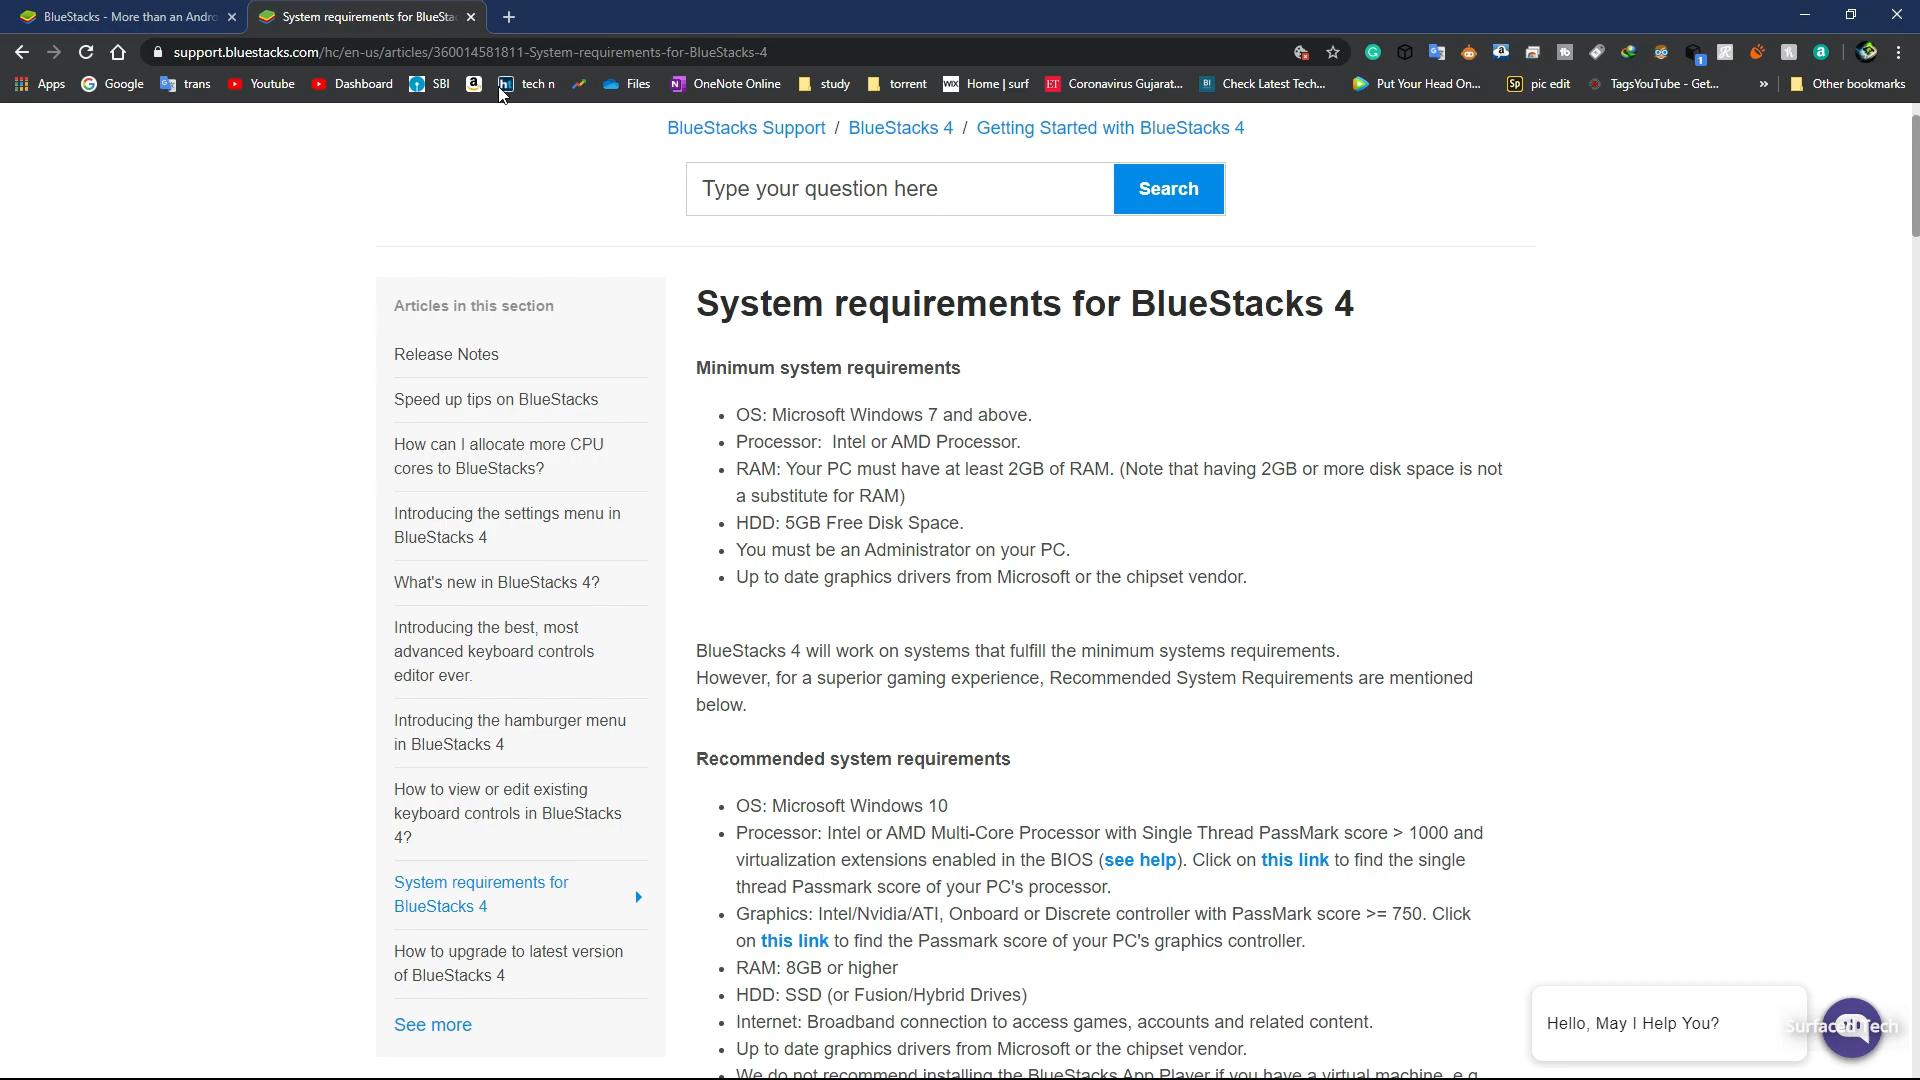 BlueStacks - More than an Andro
System requirements for BlueSta
support.bluestacks.com/hc/en-us/articles/360014581811-System-requirements-for-BlueStacks-4
Apps
Google
trans
Youtube
Dashboard
SBI
tech n
Files
OneNote Online
study
torrent
Home | surf
Coronavirus Gujarat...
Check Latest Tech...
Put Your Head On...
pic edit
TagsYouTube - Get...
»
Other bookmarks
BlueStacks Support / BlueStacks 4 / Getting Started with BlueStacks 4
Type your question here
Search
Articles in this section
Release Notes
Speed up tips on BlueStacks
How can I allocate more CPU
cores to BlueStacks?
Introducing the settings menu in
BlueStacks 4
What's new in BlueStacks 4?
Introducing the best, most
advanced keyboard controls
editor ever.
Introducing the hamburger menu
in BlueStacks 4
How to view or edit existing
keyboard controls in BlueStacks
4?
System requirements for
BlueStacks 4
How to upgrade to latest version
of BlueStacks 4
See more
System requirements for BlueStacks 4
Minimum system requirements
• OS: Microsoft Windows 7 and above.
• Processor: Intel or AMD Processor.
• RAM: Your PC must have at least 2GB of RAM. (Note that having 2GB or more disk space is not
a substitute for RAM)
• HDD: 5GB Free Disk Space.
• You must be an Administrator on your PC.
• Up to date graphics drivers from Microsoft or the chipset vendor.
BlueStacks 4 will work on systems that fulfill the minimum systems requirements.
However, for a superior gaming experience, Recommended System Requirements are mentioned
below.
Recommended system requirements
• OS: Microsoft Windows 10
• Processor: Intel or AMD Multi-Core Processor with Single Thread PassMark score > 1000 and
virtualization extensions enabled in the BIOS (see help). Click on this link to find the single
thread Passmark score of your PC's processor.
• Graphics: Intel/Nvidia/ATI, Onboard or Discrete controller with PassMark score >= 750. Click
on this link to find the Passmark score of your PC's graphics controller.
• RAM: 8GB or higher
• HDD: SSD (or Fusion/Hybrid Drives)
• Internet: Broadband connection to access games, accounts and related content.
• Up to date graphics drivers from Microsoft or the chipset vendor.
• We do not recommend installing the BlueStacks App Player if you have a virtual machine, e.g.
Hello, May I Help You?
Surfaced Tech